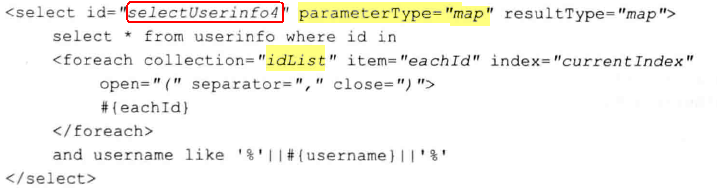 <select id="selectUserinfo4" parameterType="map" resultType="map">
select * from userinfo where id in
<foreach collection="idList" item="eachId" index="currentIndex"
open="(" separator="," close=")">
#{eachId}
</foreach>
and username like '%'||#{username}||'%'
</select>